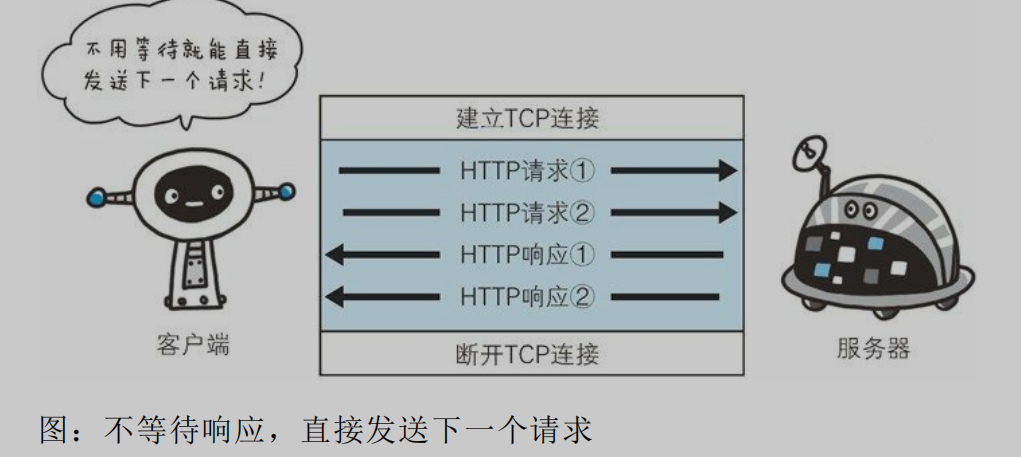 不用等待就能直接
发送下一个请求！
建立TCP连接
HTTP请求①
HTTP请求②
HTTP响应①
HTTP响应②
断开TCP连接
客户端
服务器
图：不等待响应，直接发送下一个请求